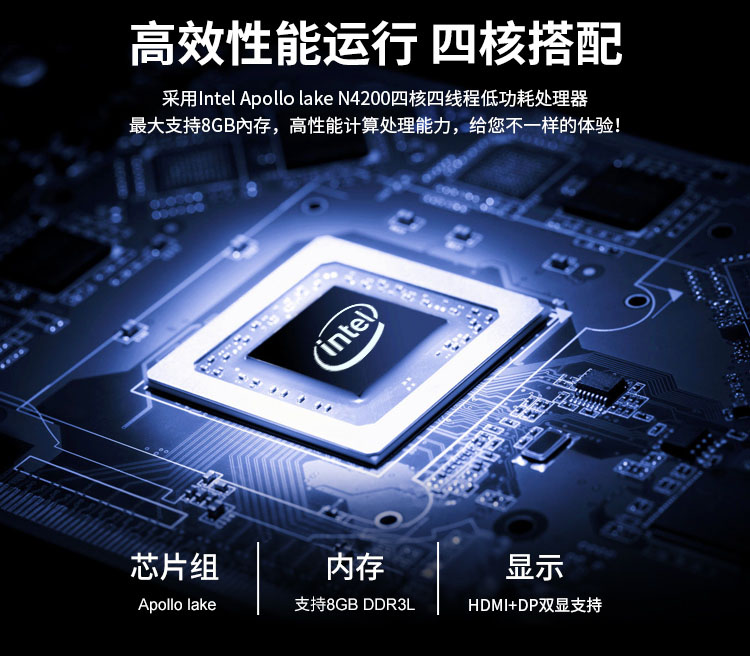 高效性能运行 四核搭配
采用Intel Apollo lake N4200四核四线程低功耗处理器
最大支持8GB内存，高性能计算处理能力，给您不一样的体验！
intel
芯片组
内存
显示
Apollo lake
支持8GB DDR3L
HDMI+DP双显支持